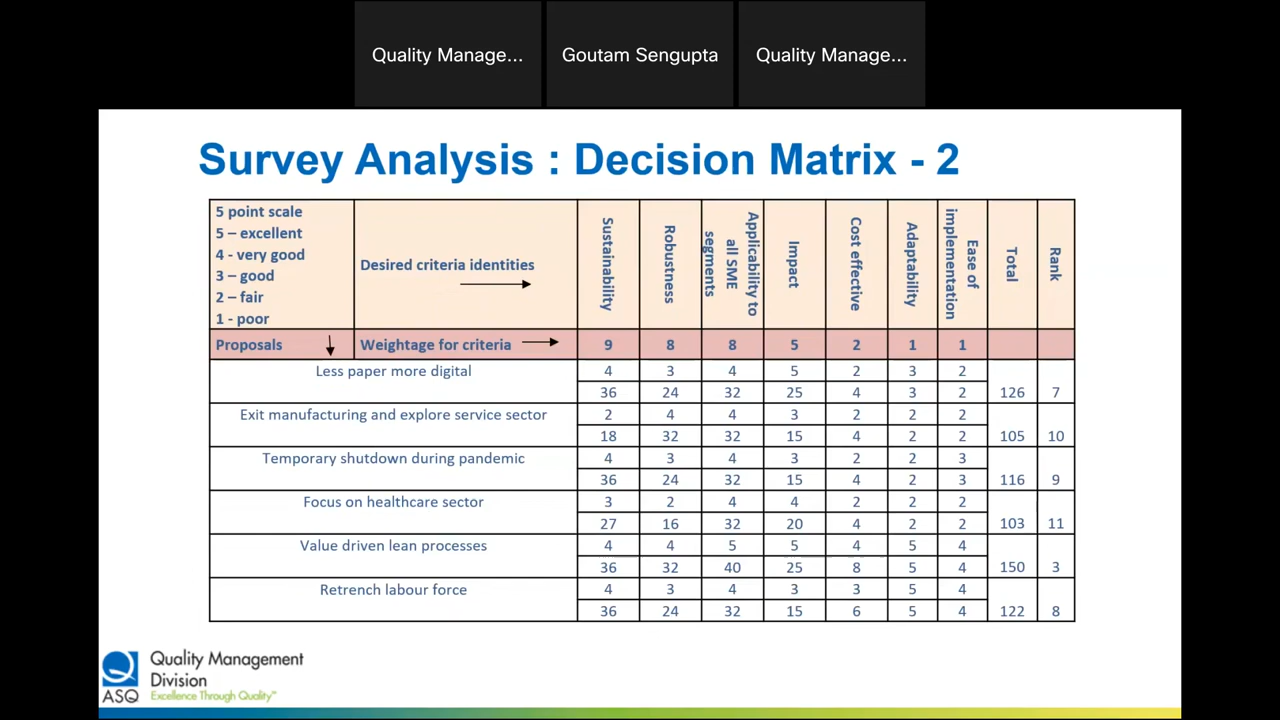 Quality Manage...
Goutam Sengupta
Quality Manage...
Survey Analysis : Decision Matrix - 2
5 point scale
5 – excellent
4 - very good
3 – good
2 – fair
1 - poor
Desired criteria identities
Sustainability
Robustness
Applicability to
all SME
segments
Impact
Cost effective
Adaptability
Ease of
implementation
Total
Rank
Proposals Weightage for criteria 9 8 8 5 2 1 1
Less paper more digital 4 3 4 5 2 3 2
36 24 32 25 4 3 2 126 7
Exit manufacturing and explore service sector 2 4 4 3 2 2 2
18 32 32 15 4 2 2 105 10
Temporary shutdown during pandemic 4 3 4 3 2 2 3
36 24 32 15 4 2 3 116 9
Focus on healthcare sector 3 2 4 4 2 2 2
27 16 32 20 4 2 2 103 11
Value driven lean processes 4 4 5 5 4 5 4
36 32 40 25 8 5 4 150 3
Retrench labour force 4 3 4 3 3 5 4
36 24 32 15 6 5 4 122 8
Quality Management
Division
Excellence Through Quality™
ASQ